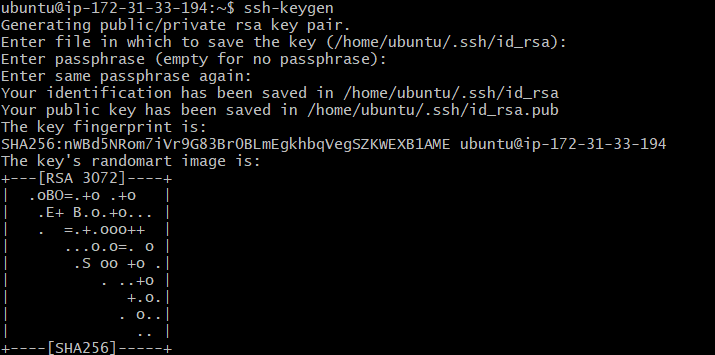 ubuntu@ip-172-31-33-194:~$ ssh-keygen
Generating public/private rsa key pair.
Enter file in which to save the key (/home/ubuntu/.ssh/id_rsa):
Enter passphrase (empty for no passphrase):
Enter same passphrase again:
Your identification has been saved in /home/ubuntu/.ssh/id_rsa
Your public key has been saved in /home/ubuntu/.ssh/id_rsa.pub
The key fingerprint is:
SHA256:nWBd5NRom7iVr9G83BrOBLmEgkhbqVegSZKWEXB1AME ubuntu@ip-172-31-33-194
The key's randomart image is:
+---[RSA 3072]----+
|  .oBO=.+o .+o   |
|   .E+ B.o.+o... |
|   .  =.+.ooo++  |
|      ...o.o=. o |
|       .S oo +o .|
|          . ..+o |
|             +.o.|
|            . o..|
|              .. |
+----[SHA256]-----+